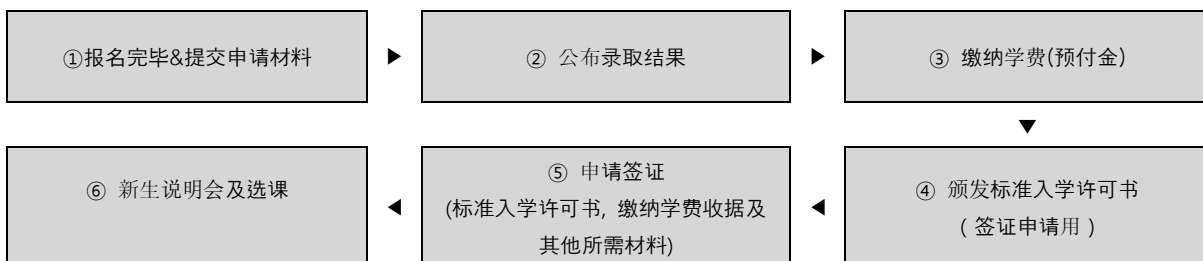 ①报名完毕&提交申请材料
② 公布录取结果
③ 缴纳学费(预付金)
④ 颁发标准入学许可书
( 签证申请用 )
⑤ 申请签证
(标准入学许可书, 缴纳学费收据及
其他所需材料)
⑥ 新生说明会及选课